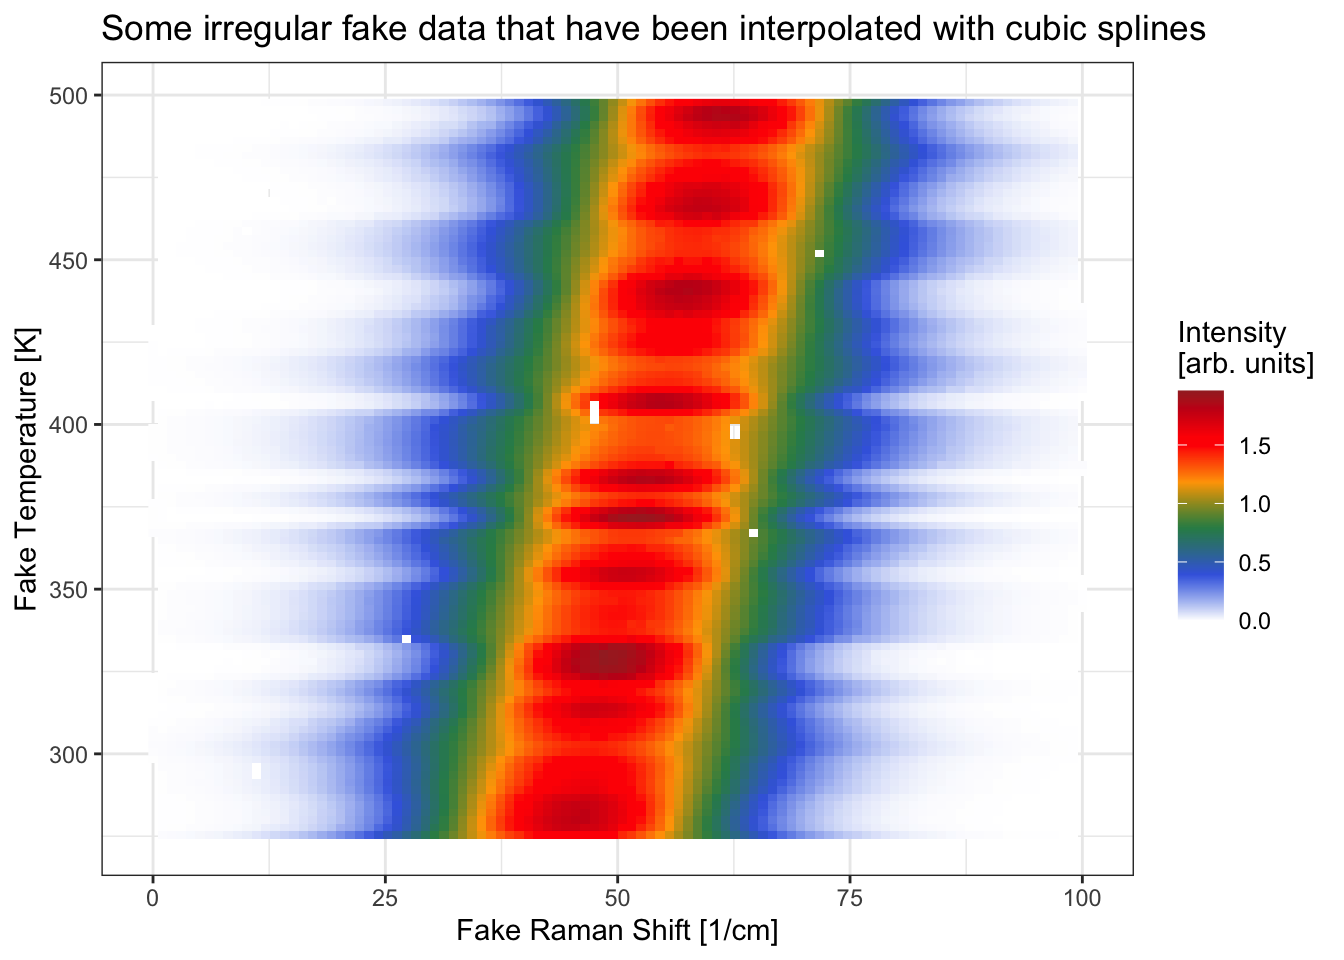 Some irregular fake data that have been interpolated with cubic splines
500
450
400
350
300
Fake Temperature [K]
0 25 50 75 100
Fake Raman Shift [1/cm]
Intensity
[arb. units]
1.5
1.0
0.5
0.0